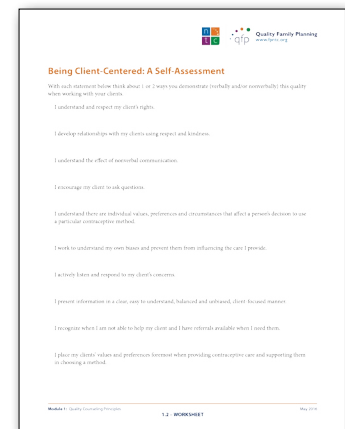 n
t c
qfp
Quality Family Planning
www.fpntc.org
Being Client-Centered: A Self-Assessment
With each statement below think about 1 or 2 ways you demonstrate (verbally and/or nonverbally) this quality
when working with your clients.
I understand and respect my client's rights.
I develop relationships with my clients using respect and kindness.
I understand the effect of nonverbal communication.
I encourage my client to ask questions.
I understand there are individual values, preferences and circumstances that affect a person's decision to use
a particular contraceptive method.
I work to understand my own biases and prevent them from influencing the care I provide.
I actively listen and respond to my client's concerns.
I present information in a clear, easy to understand, balanced and unbiased, client-focused manner.
I recognize when I am not able to help my client and I have referrals available when I need them.
I place my clients' values and preferences foremost when providing contraceptive care and supporting them
in choosing a method.
Module 1: Quality Counseling Principles
1.2 - WORKSHEET
May 2016